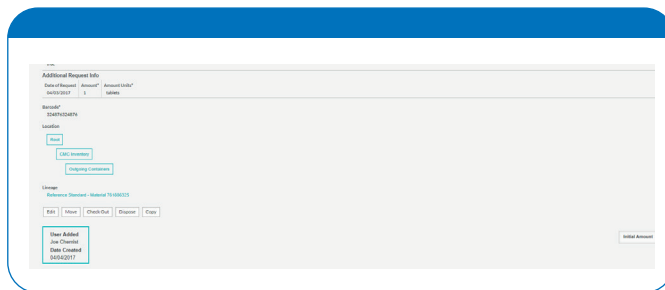 Additional Request Info
Date of Request Amount* Amount Units*
04/03/2017 1 tablets
Barcode*
324876324876
Location
Root
CMC Inventory
Outgoing Containers
Lineage
Reference Standard - Material
Edit Move Check Out Dispose Copy
User Added
Joe Chemist
Date Created
04/04/2017
Initial Amount